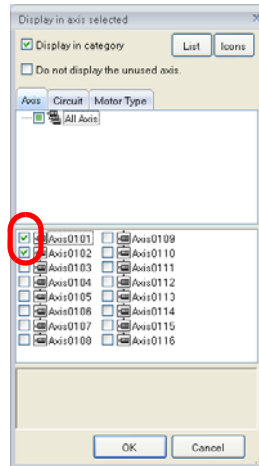 Display in axis selected
Display in category List Icons
Do not display the unused axis.
Axis Circuit Motor Type
All Axis
Axis0101 Axis0109
Axis0102 Axis0110
Axis0103 Axis0111
Axis0104 Axis0112
Axis0105 Axis0113
Axis0106 Axis0114
Axis0107 Axis0115
Axis0108 Axis0116
OK Cancel